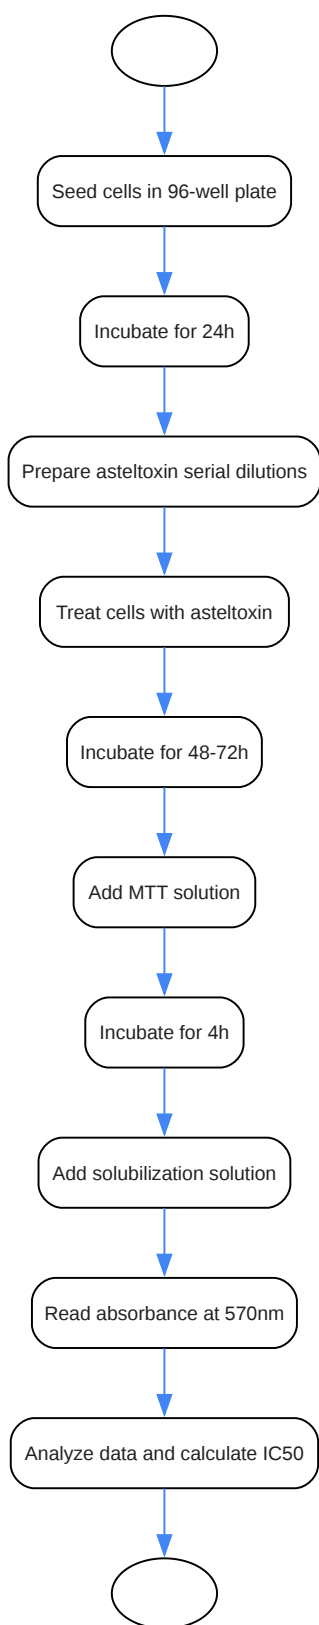 Seed cells in 96-well plate
Incubate for 24h
Prepare asteltoxin serial dilutions
Treat cells with asteltoxin
Incubate for 48-72h
Add MTT solution
Incubate for 4h
Add solubilization solution
Read absorbance at 570nm
Analyze data and calculate IC50